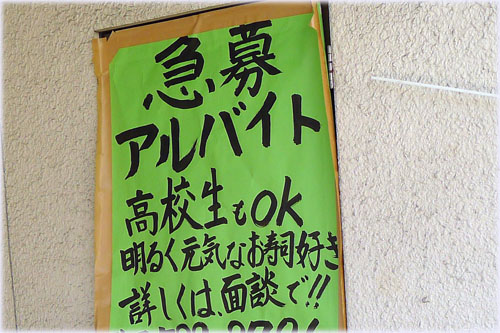 急募
アルバイト
高校生もOK
明るく元気なお寿司好き
詳しくは、面談で!!